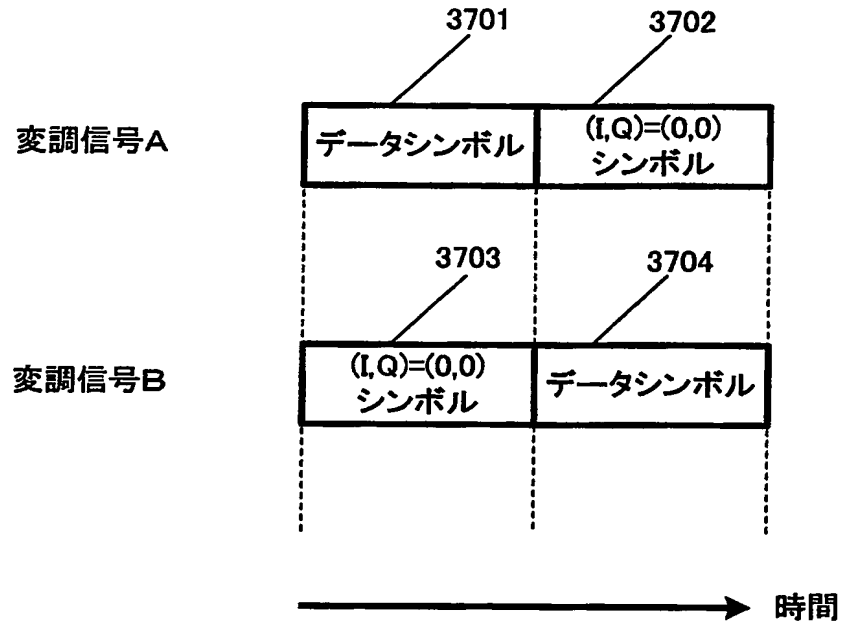 3701
3702
変調信号A
データシンボル
(I,Q)=(0,0)
シンボル
3703
3704
変調信号B
(I,Q)=(0,0)
シンボル
データシンボル
時間